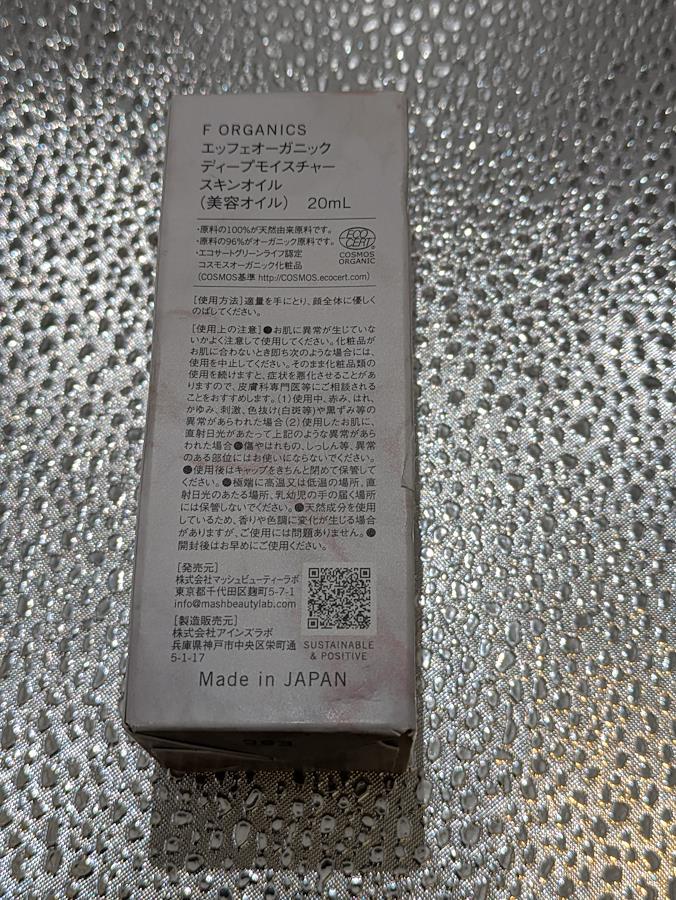 F ORGANICS
エッフェオーガニック
ディープモイスチャー
スキンオイル
(美容オイル) 20mL
・原料の100%が天然由来原料です。
・原料の96%がオーガニック原料です。
・エコサートグリーンライフ認定
コスモスオーガニック化粧品
(COSMOS基準 http://COSMOS.ecocert.com)
ECO
CERT
COSMOS
ORGANIC
[使用方法]適量を手にとり、顔全体に優しく
のばしてください。
[使用上の注意]●お肌に異常が生じていな
いかよく注意して使用してください。化粧品が
お肌に合わないとき即ち次のような場合には、
使用を中止してください。そのまま化粧品類の
使用を続けますと、症状を悪化させることがあ
りますので、皮膚科専門医等にご相談される
ことをおすすめします。(1)使用中、赤み、はれ、
かゆみ、刺激、色抜け(白斑等)や黒ずみ等の
異常があらわれた場合(2)使用したお肌に、
直射日光があたって上記のような異常があら
われた場合●傷やはれもの、しっしん等、異常
のある部位にはお使いにならないでください。
●使用後はキャップをきちんと閉めて保管して
ください。●極端に高温又は低温の場所、直
射日光のあたる場所、乳幼児の手の届く場所
には保管しないでください。●天然成分を使用
しているため、香りや色調に変化が生じる場合
がありますが、ご使用には問題ありません。●
開封後はお早めにご使用ください。
[発売元]
株式会社マッシュビューティーラボ
東京都千代田区麹町5-7-1
info@mashbeautylab.com
[製造販売元]
株式会社アインズラボ
兵庫県神戸市中央区栄町通
5-1-17
SUSTAINABLE
& POSITIVE
Made in JAPAN